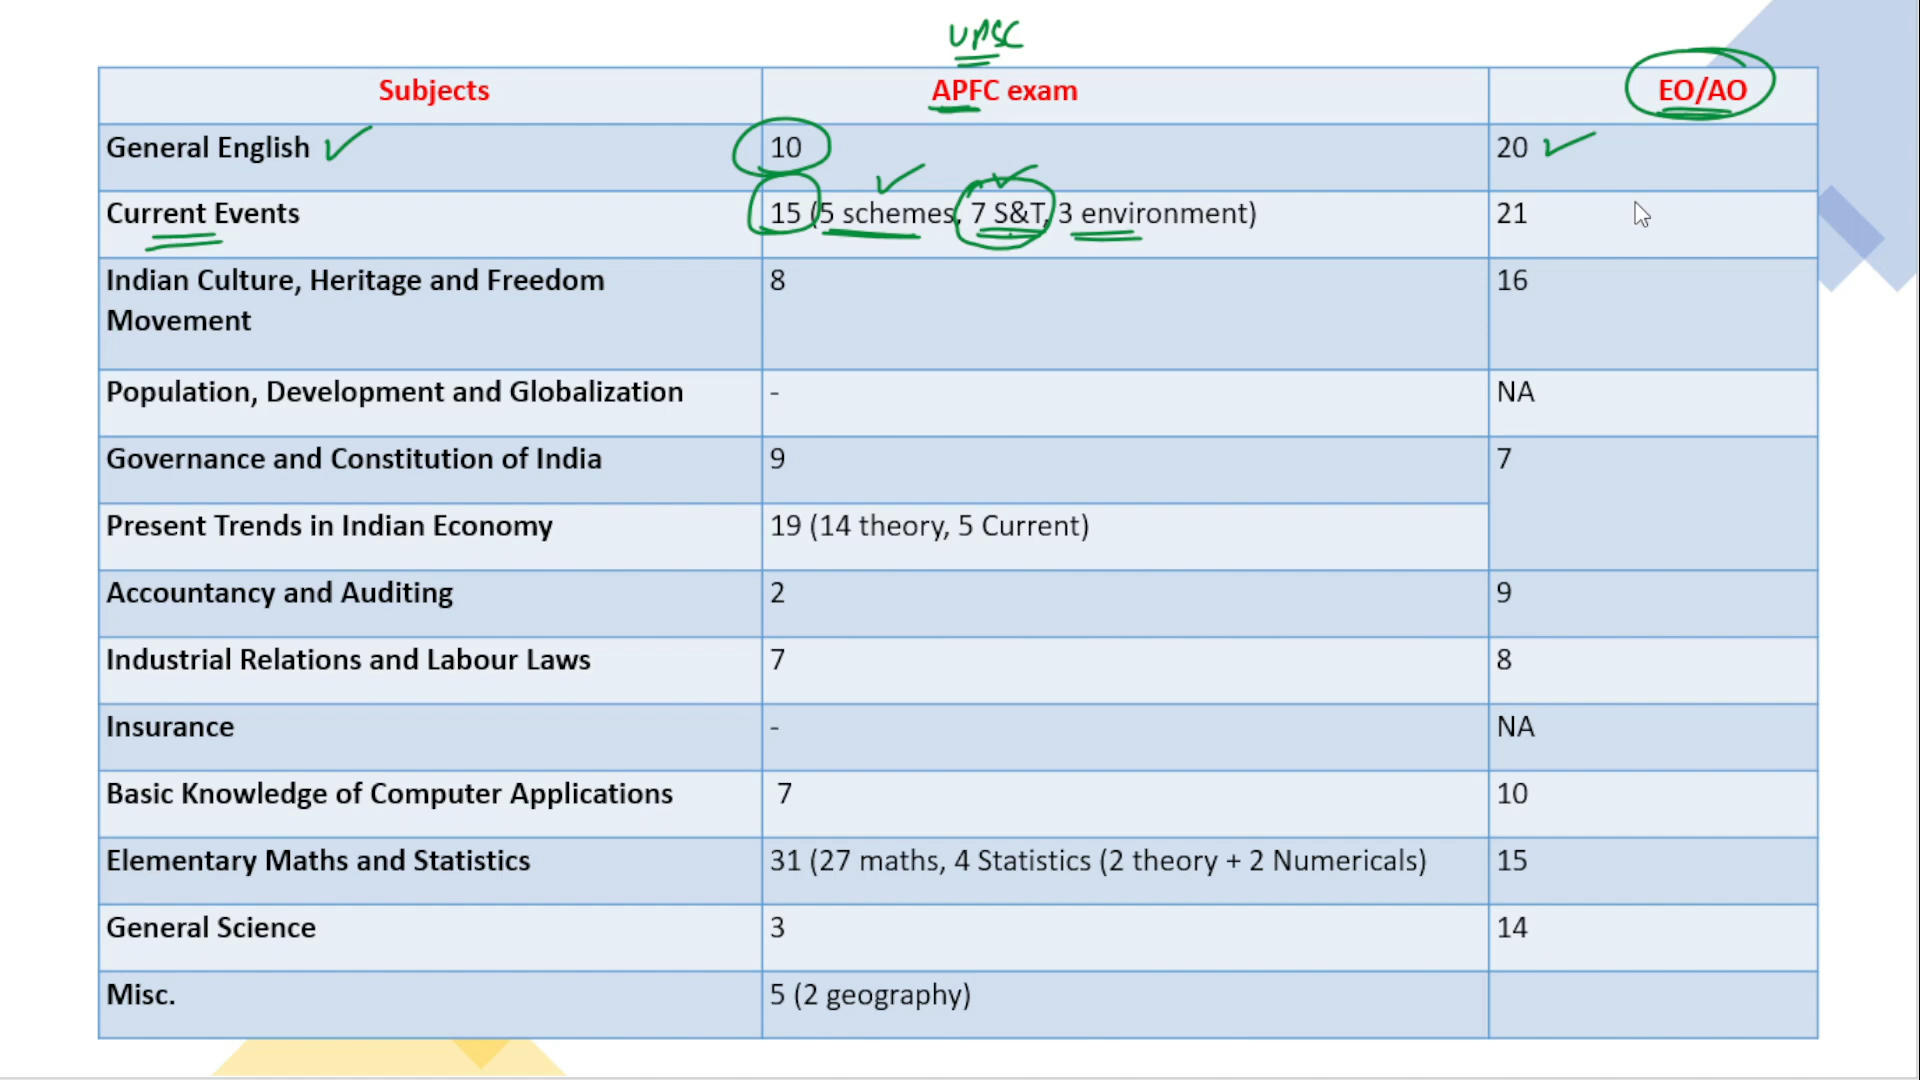 UPSC
Subjects APFC exam EO/AO
General English 10 20
Current Events 15 (5 schemes, 7 S&T, 3 environment) 21
Indian Culture, Heritage and Freedom 8 16
Movement
Population, Development and Globalization - NA
Governance and Constitution of India 9 7
Present Trends in Indian Economy 19 (14 theory, 5 Current)
Accountancy and Auditing 2 9
Industrial Relations and Labour Laws 7 8
Insurance - NA
Basic Knowledge of Computer Applications 7 10
Elementary Maths and Statistics 31 (27 maths, 4 Statistics (2 theory + 2 Numericals) 15
General Science 3 14
Misc. 5 (2 geography)